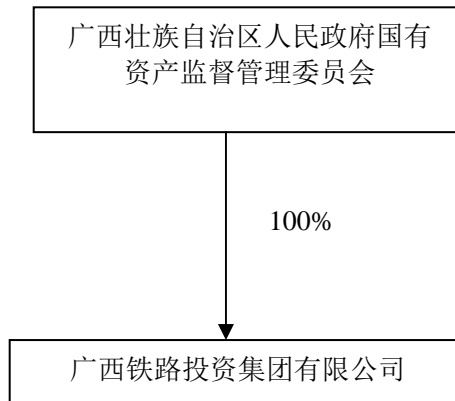 广西壮族自治区人民政府国有
资产监督管理委员会
100%
广西铁路投资集团有限公司